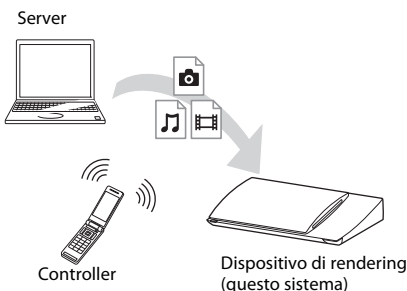 Server
Controller
Dispositivo di rendering
(questo sistema)